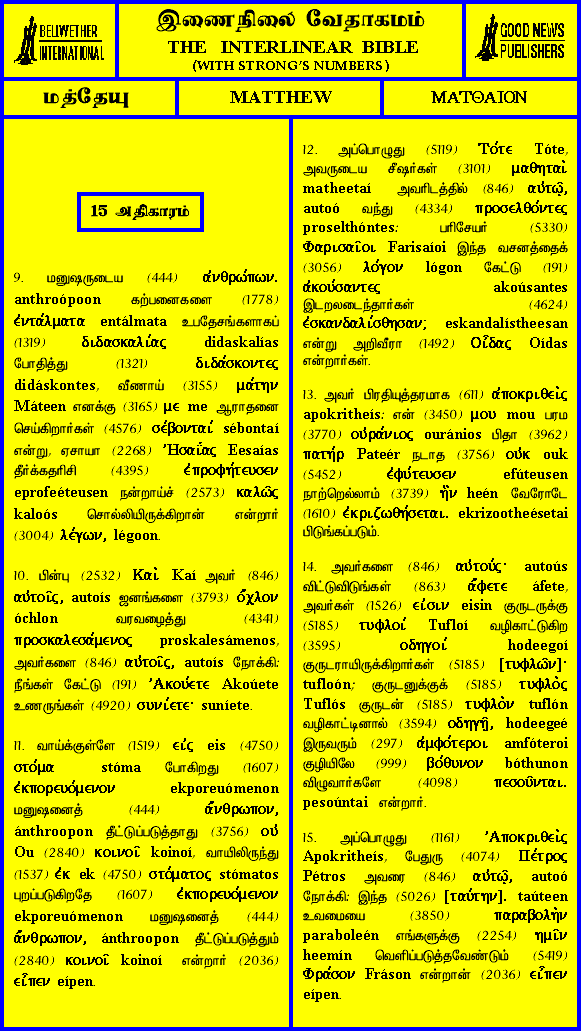 BELLWETHER
INTERNATIONAL
இணைநிலை வேதாகமம்
THE INTERLINEAR BIBLE
(WITH STRONG'S NUMBERS)
GOOD NEWS
PUBLISHERS
மத்தேயு
MATTHEW
ΜΑΤΘΑΙΟΝ
15 அதிகாரம்
9. மனுஷருடைய (444) ἀνθρώπων.
anthroópoon கற்பனைகளை (1778)
ἐντάλματα entálmata உபதேசங்களாகப்
(1319) διδασκαλίας didaskalías
போதித்து (1321) διδάσκοντες
didáskontes, வீணாய் (3155) μάτην
Máteen எனக்கு (3165) με me ஆராதனை
செய்கிறார்கள் (4576) σέβονταί sébontaí
என்று, ஏசாயா (2268) Ἠσαΐας Eesaías
தீர்க்கதரிசி (4395) ἐπροφήτευσεν
eprofeéteusen நன்றாய்ச் (2573) καλῶς
kaloós சொல்லியிருக்கிறான் என்றார்
(3004) λέγων, légoon.
10. பின்பு (2532) Καὶ Kaí அவர் (846)
αὐτοῖς, autoís ஜனங்களை (3793) ὄχλον
óchlon வரவழைத்து (4341)
προσκαλεσάμενος proskalesámenos,
அவர்களை (846) αὐτοῖς, autoís நோக்கி:
நீங்கள் கேட்டு (191) Ἀκούετε Akoúete
உணருங்கள் (4920) συνίετε· suníete.
11. வாய்க்குள்ளே (1519) εἰς eis (4750)
στόμα stóma போகிறது (1607)
ἐκπορευόμενον ekporeuómenon
மனுஷனைத் (444) ἄνθρωπον,
ánthroopon தீட்டுப்படுத்தாது (3756) οὐ
Ou (2840) κοινοῖ koinoí, வாயிலிருந்து
(1537) ἐκ ek (4750) στόματος stómatos
புறப்படுகிறதே (1607) ἐκπορευόμενον
ekporeuómenon மனுஷனைத் (444)
ἄνθρωπον, ánthroopon தீட்டுப்படுத்தும்
(2840) κοινοῖ koinoí என்றார் (2036)
εἶπεν eípen.
12. அப்பொழுது (5119) Τότε Tóte,
அவருடைய சீஷர்கள் (3101) μαθηταὶ
matheetaí அவரிடத்தில் (846) αὐτῷ,
autoó வந்து (4334) προσελθόντες
proselthóntes: பரிசேயர் (5330)
Φαρισαῖοι Farisaíoi இந்த வசனத்தைக்
(3056) λόγον lógon கேட்டு (191)
ἀκούσαντες akoúsantes
இடறலடைந்தார்கள் (4624)
ἐσκανδαλίσθησαν; eskandalístheesan
என்று அறிவீரா (1492) Οἶδας Oídas
என்றார்கள்.
13. அவர் பிரதியுத்தரமாக (611) ἀποκριθεὶς
apokritheís: என் (3450) μου mou பரம
(3770) οὐράνιος ouránios பிதா (3962)
πατήρ Pateér நடாத (3756) οὐκ ouk
(5452) ἐφύτευσεν efúteusen
நாற்றெல்லாம் (3739) ἣν heén வேரோடே
(1610) ἐκριζωθήσεται. ekrizootheésetai
பிடுங்கப்படும்.
14. அவர்களை (846) αὐτούς· autoús
விட்டுவிடுங்கள் (863) ἄφετε áfete,
அவர்கள் (1526) εἰσιν eisin குருடருக்கு
(5185) τυφλοί Tufloí வழிகாட்டுகிற
(3595) ὁδηγοί hodeegoí
குருடராயிருக்கிறார்கள் (5185) [τυφλῶν]·
tufloón; குருடனுக்குக் (5185) τυφλὸς
Tuflós குருடன் (5185) τυφλὸν tuflón
வழிகாட்டினால் (3594) ὁδηγῇ, hodeegeé
இருவரும் (297) ἀμφότεροι amfóteroi
குழியிலே (999) βόθυνον bóthunon
விழுவார்களே (4098) πεσοῦνται.
pesoúntai என்றார்.
15. அப்பொழுது (1161) Ἀποκριθεὶς
Apokritheís, பேதுரு (4074) Πέτρος
Pétros அவரை (846) αὐτῷ, autoó
நோக்கி: இந்த (5026) [ταύτην]. taúteen
உவமையை (3850) παραβολὴν
paraboleén எங்களுக்கு (2254) ἡμῖν
heemín வெளிப்படுத்தவேண்டும் (5419)
Φράσον Fráson என்றான் (2036) εἶπεν
eípen.